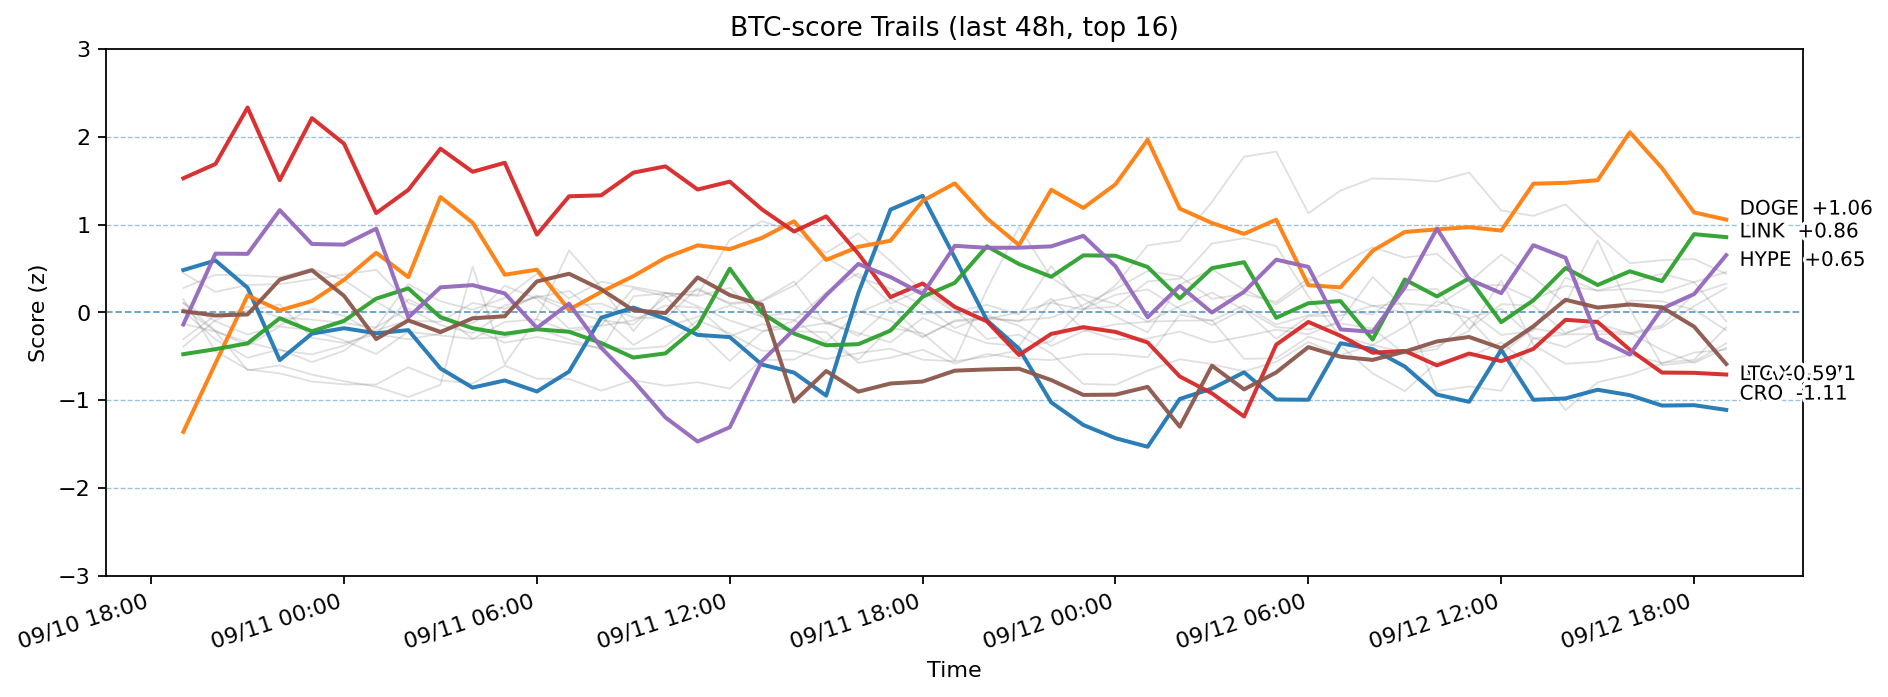 BTC-score Trails (last 48h, top 16)
3
2
1
0
−1
−2
−3
Score (z)
DOGE +1.06
LINK +0.86
HYPE +0.65
CRO -1.11
09/10 18:00
09/11 00:00
09/11 06:00
09/11 12:00
09/11 18:00
09/12 00:00
09/12 06:00
09/12 12:00
09/12 18:00
Time